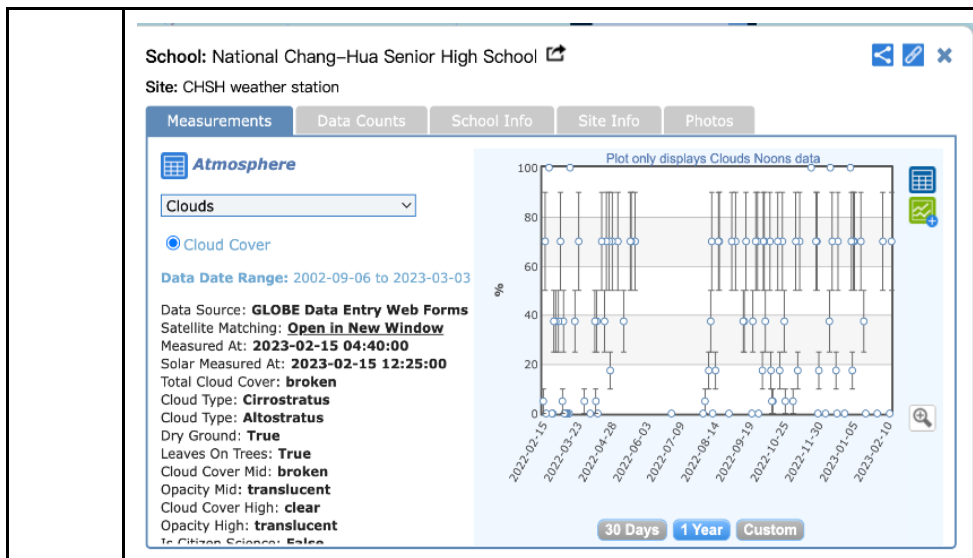 School: National Chang-Hua Senior High School
Site: CHSH weather station
Measurements Data Counts School Info Site Info Photos
Atmosphere
Clouds
Cloud Cover
Data Date Range: 2002-09-06 to 2023-03-03
Data Source: GLOBE Data Entry Web Forms
Satellite Matching: Open in New Window
Measured At: 2023-02-15 04:40:00
Solar Measured At: 2023-02-15 12:25:00
Total Cloud Cover: broken
Cloud Type: Cirrostratus
Cloud Type: Altostratus
Dry Ground: True
Leaves On Trees: True
Cloud Cover Mid: broken
Opacity Mid: translucent
Cloud Cover High: clear
Opacity High: translucent
Is Citizen Science: False
Plot only displays Clouds Noons data
100
80
60
40
20
0
%
2022-02-15
2022-03-23
2022-04-28
2022-06-03
2022-07-09
2022-08-14
2022-09-19
2022-10-25
2022-11-30
2023-01-05
2023-02-10
30 Days 1 Year Custom